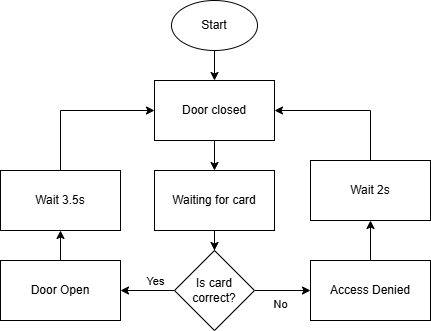 Start
Door closed
Wait 3.5s
Waiting for card
Wait 2s
Door Open
Yes
Is card
correct?
No
Access Denied